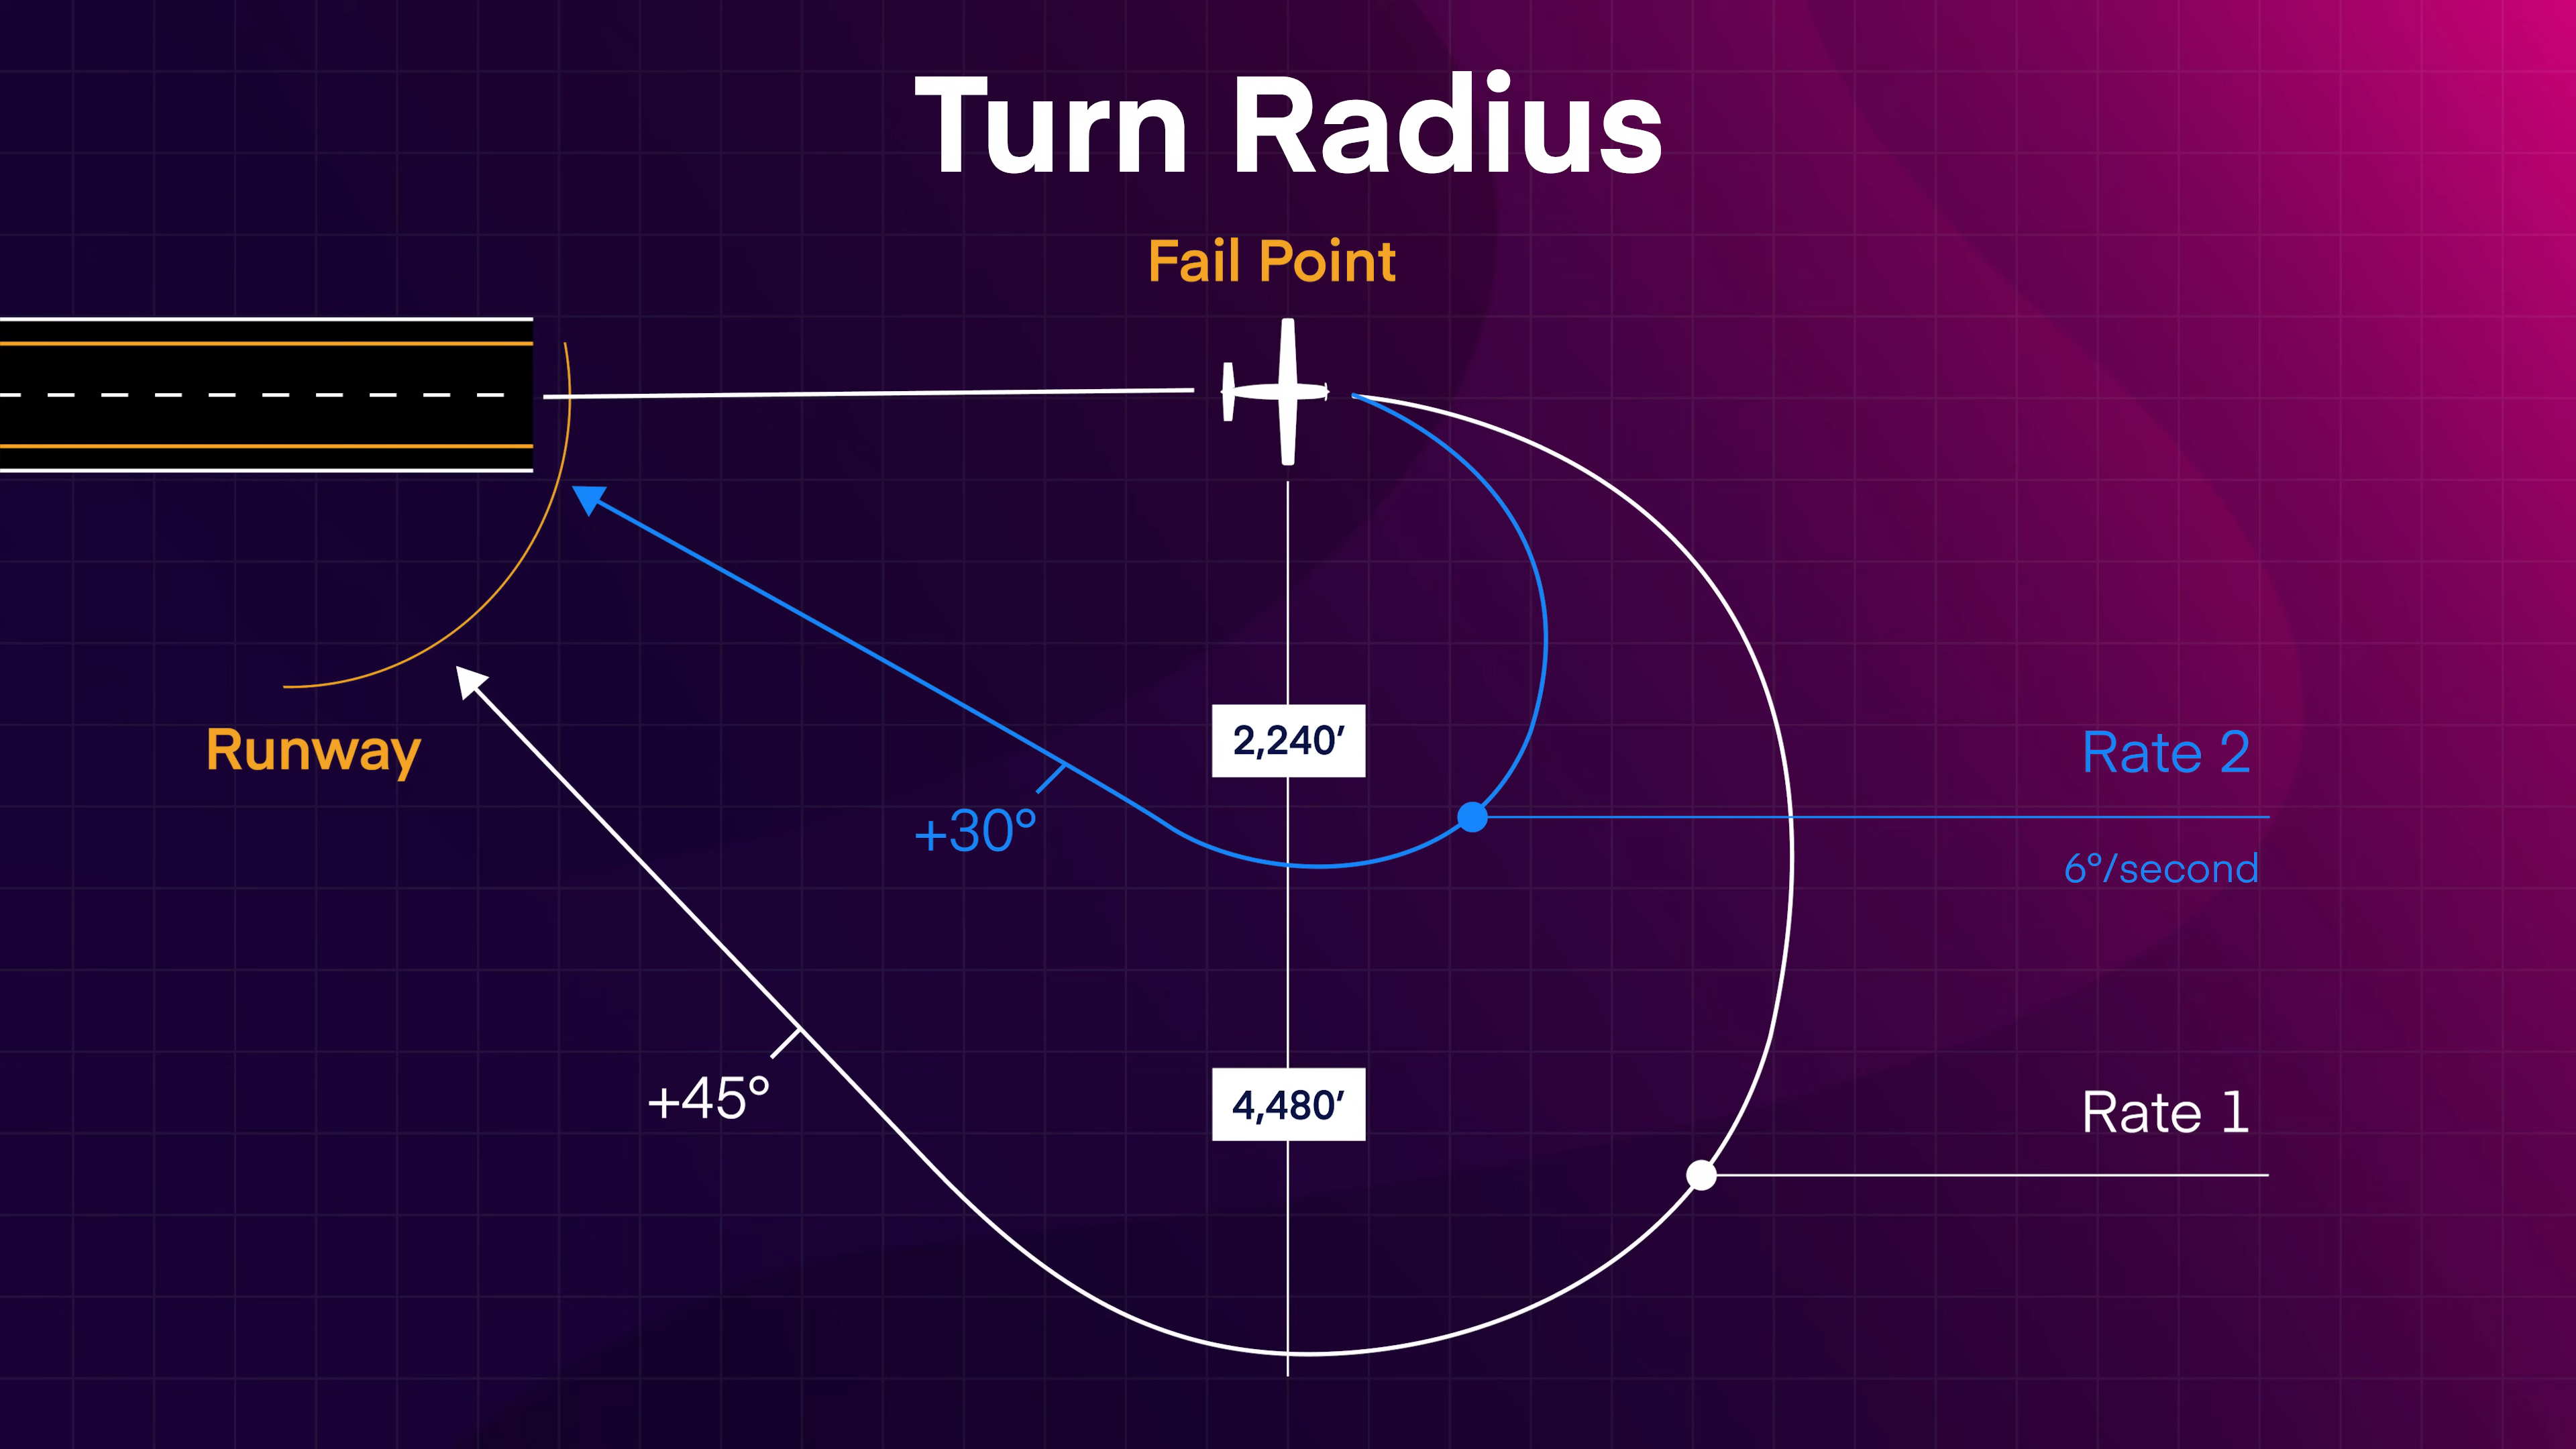 Turn Radius
Fail Point
2,240’
Runway
Rate 2
+30°
6°/second
+45°
4,480’
Rate 1